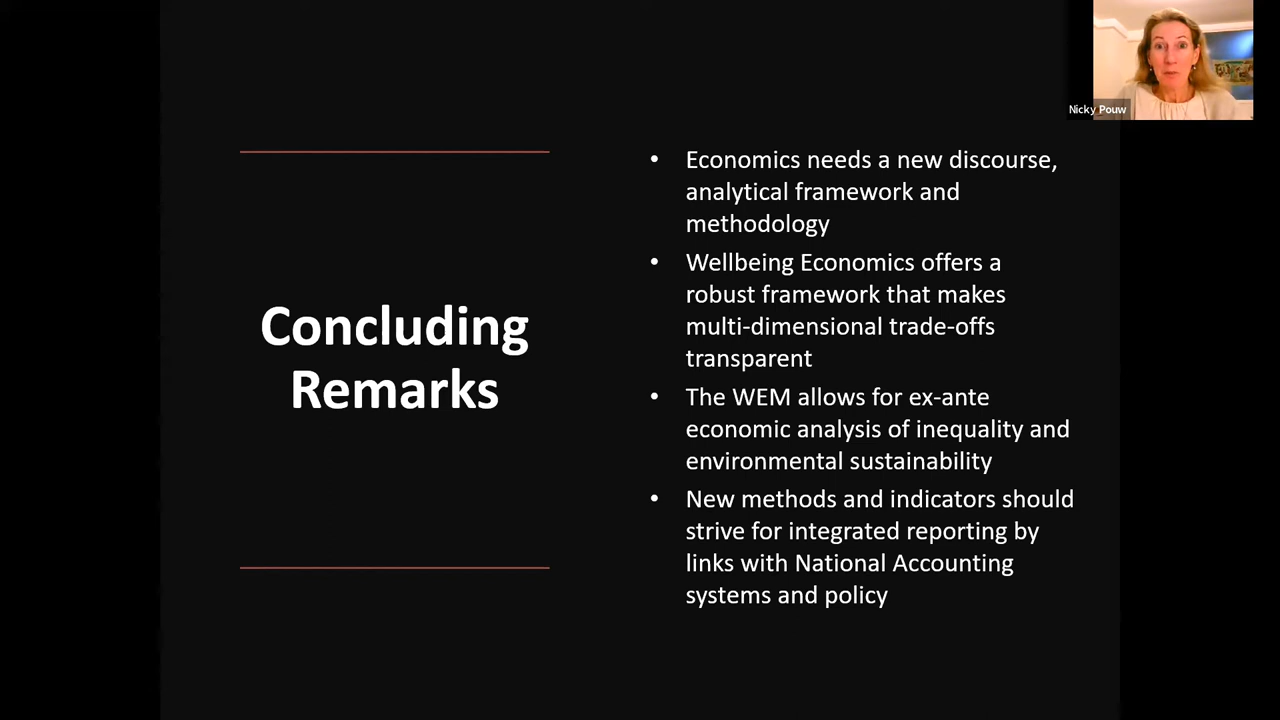 Nicky Pouw
Concluding
Remarks
• Economics needs a new discourse,
analytical framework and
methodology
• Wellbeing Economics offers a
robust framework that makes
multi-dimensional trade-offs
transparent
• The WEM allows for ex-ante
economic analysis of inequality and
environmental sustainability
• New methods and indicators should
strive for integrated reporting by
links with National Accounting
systems and policy